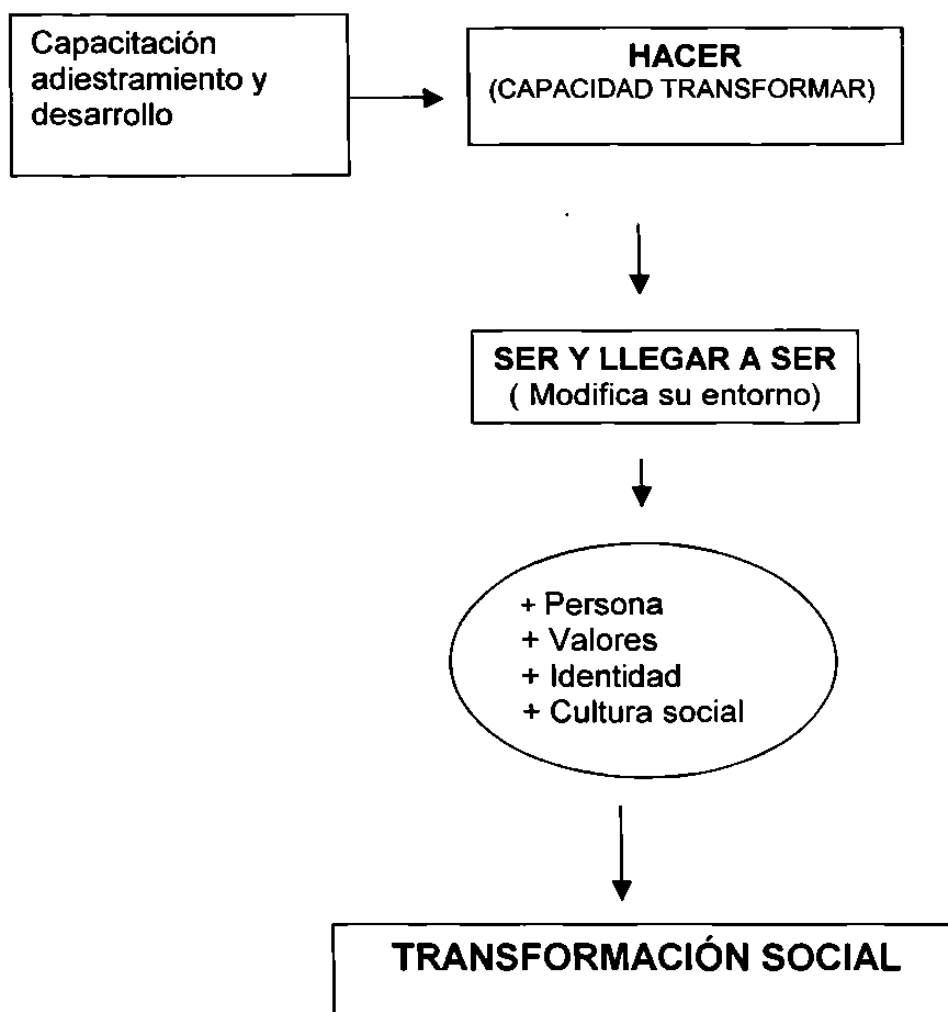 Capacitación
adiestramiento y
desarrollo
HACER
(CAPACIDAD TRANSFORMAR)
SER Y LLEGAR A SER
( Modifica su entorno)
+ Persona
+ Valores
+ Identidad
+ Cultura social
TRANSFORMACIÓN SOCIAL